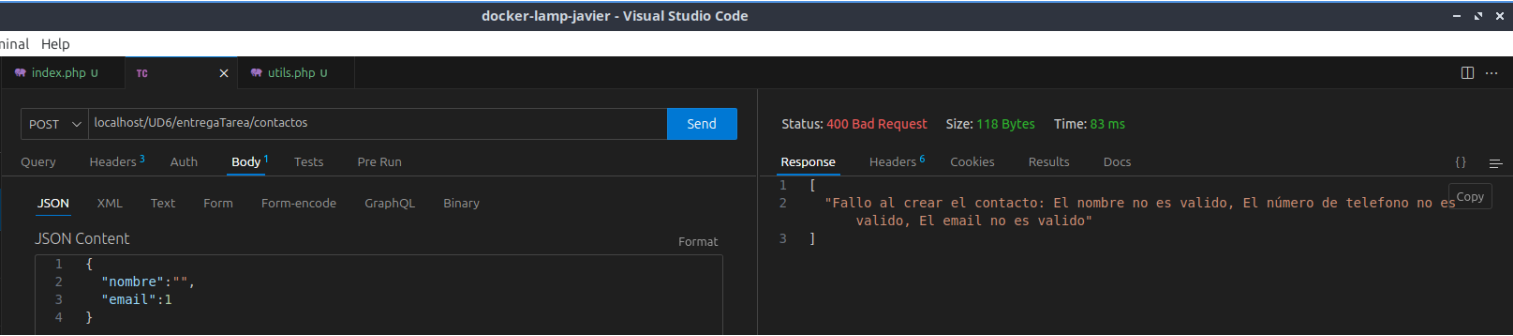 docker-lamp-javier - Visual Studio Code
minal Help
index.php U TC utils.php U
POST localhost/UD6/entregaTarea/contactos Send
Status: 400 Bad Request Size: 118 Bytes Time: 83 ms
Query Headers 3 Auth Body 1 Tests Pre Run
Response Headers 6 Cookies Results Docs {}
JSON XML Text Form Form-encode GraphQL Binary
JSON Content Format
1 {
2 "nombre":"",
3 "email":1
4 }
1 [
Copy
2 "Fallo al crear el contacto: El nombre no es valido, El número de telefono no es
valido, El email no es valido"
3 ]